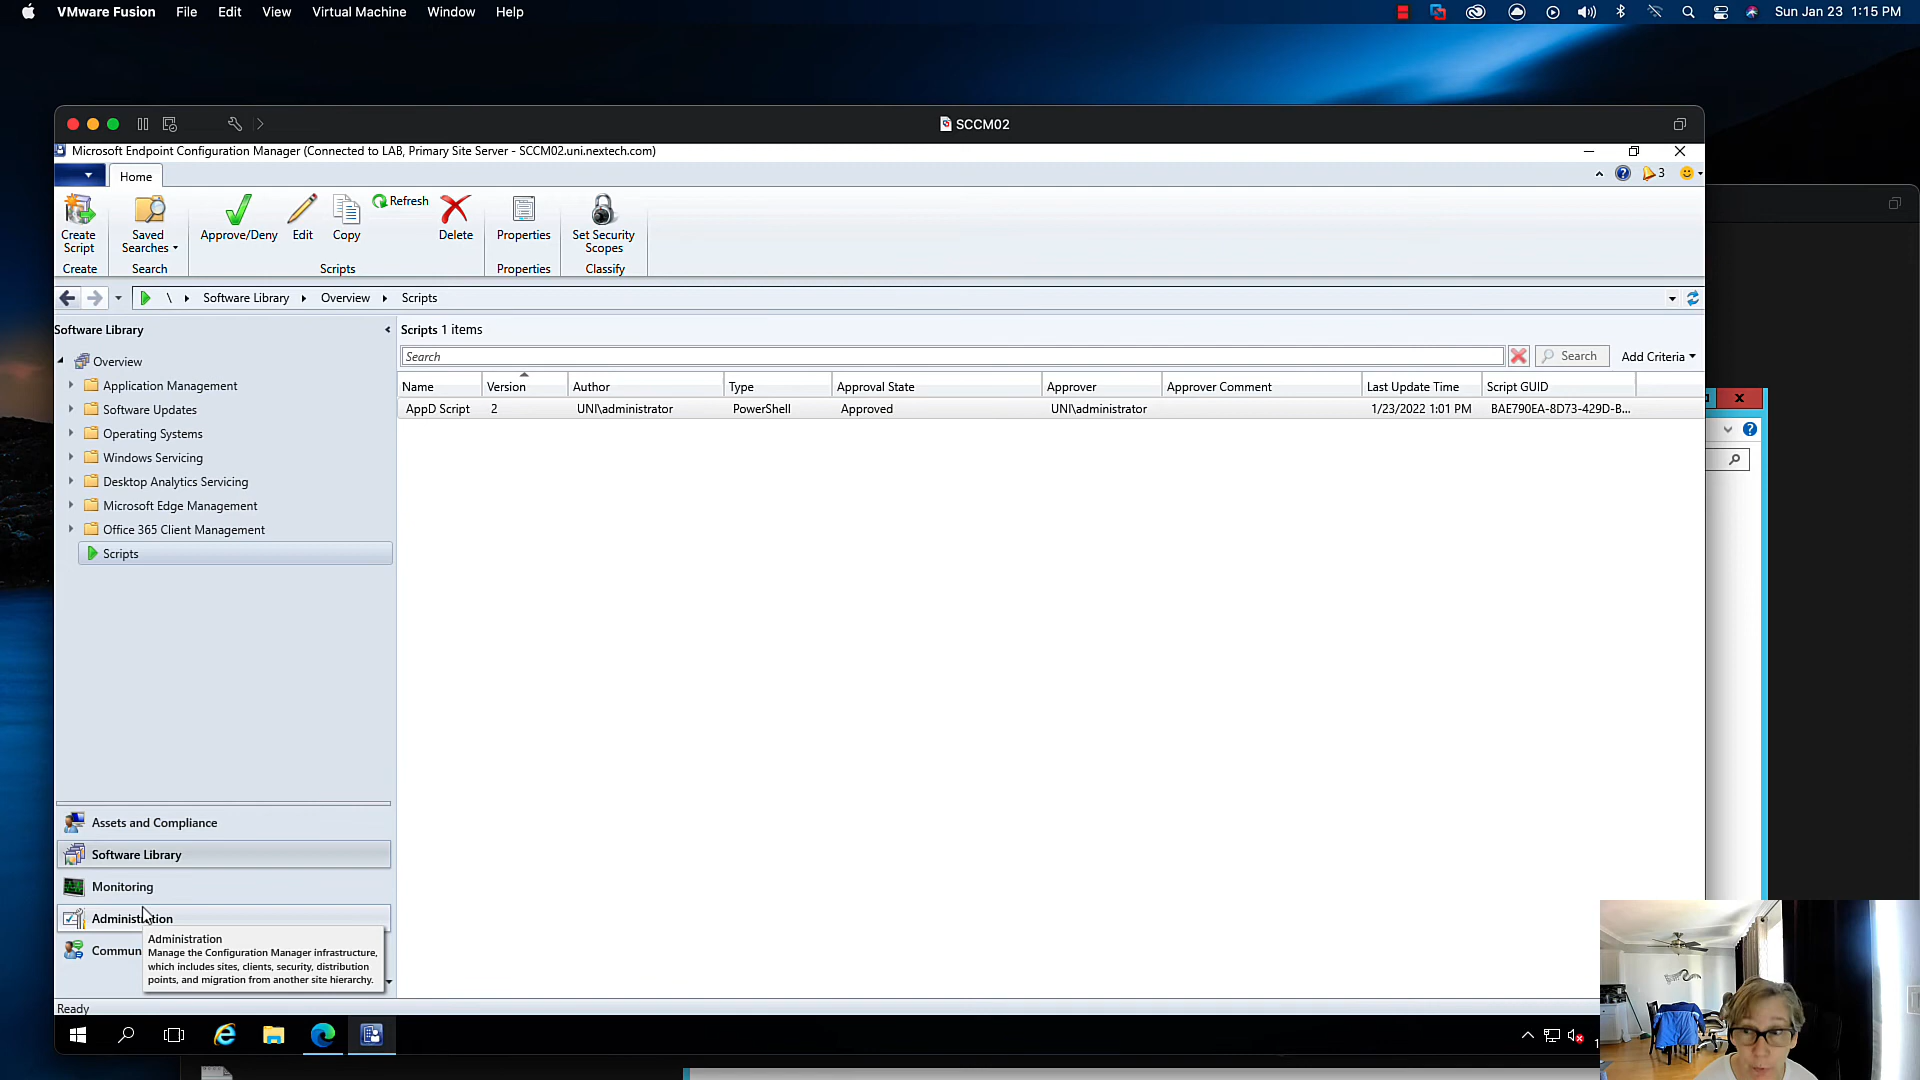 VMware Fusion File Edit View Virtual Machine Window Help Sun Jan 23 1:15 PM
SCCM02
Microsoft Endpoint Configuration Manager (Connected to LAB, Primary Site Server - SCCM02.uni.nextech.com)
Home
3
Create Script
Saved Searches
Approve/Deny
Edit
Copy
Refresh
Delete
Properties
Set Security Scopes
Create
Search
Scripts
Properties
Classify
\ Software Library Overview Scripts
Software Library
Overview
Application Management
Software Updates
Operating Systems
Windows Servicing
Desktop Analytics Servicing
Microsoft Edge Management
Office 365 Client Management
Scripts
Scripts 1 items
Search
Search
Add Criteria
Name Version Author Type Approval State Approver Approver Comment Last Update Time Script GUID
AppD Script 2 UNI\administrator PowerShell Approved UNI\administrator 1/23/2022 1:01 PM BAE790EA-8D73-429D-B...
Assets and Compliance
Software Library
Monitoring
Administration
Commun
Administration
Manage the Configuration Manager infrastructure,
which includes sites, clients, security, distribution
points, and migration from another site hierarchy.
Ready